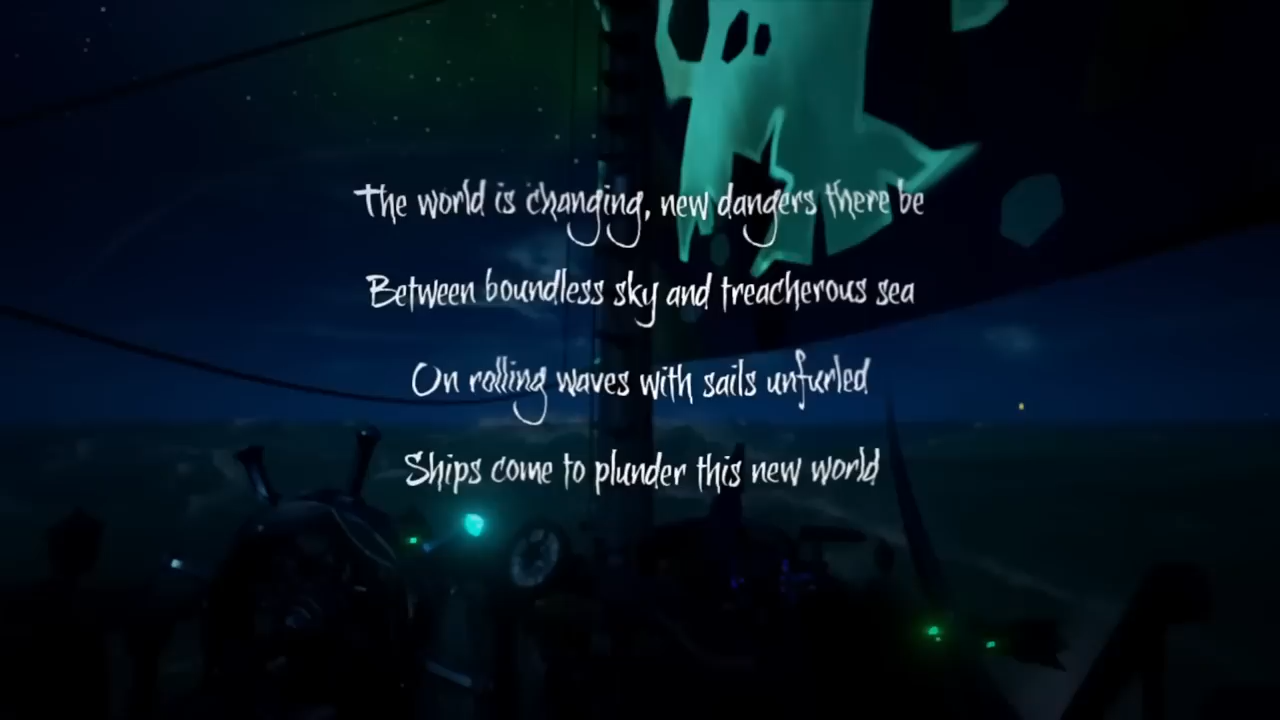 The world is changing, new dangers there be
Between boundless sky and treacherous sea
On rolling waves with sails unfurled
Ships come to plunder this new world